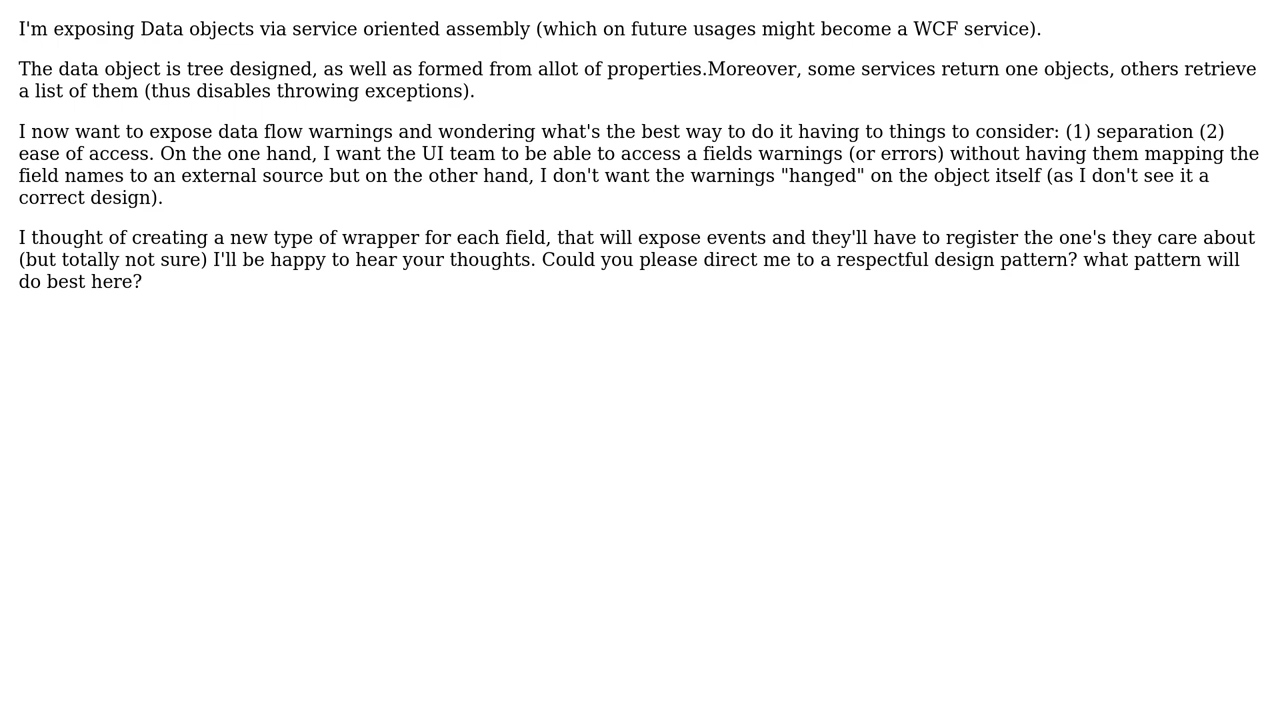 I'm exposing Data objects via service oriented assembly (which on future usages might become a WCF service).
The data object is tree designed, as well as formed from allot of properties.Moreover, some services return one objects, others retrieve
a list of them (thus disables throwing exceptions).
I now want to expose data flow warnings and wondering what's the best way to do it having to things to consider: (1) separation (2)
ease of access. On the one hand, I want the UI team to be able to access a fields warnings (or errors) without having them mapping the
field names to an external source but on the other hand, I don't want the warnings "hanged" on the object itself (as I don't see it a
correct design).
I thought of creating a new type of wrapper for each field, that will expose events and they'll have to register the one's they care about
(but totally not sure) I'll be happy to hear your thoughts. Could you please direct me to a respectful design pattern? what pattern will
do best here?